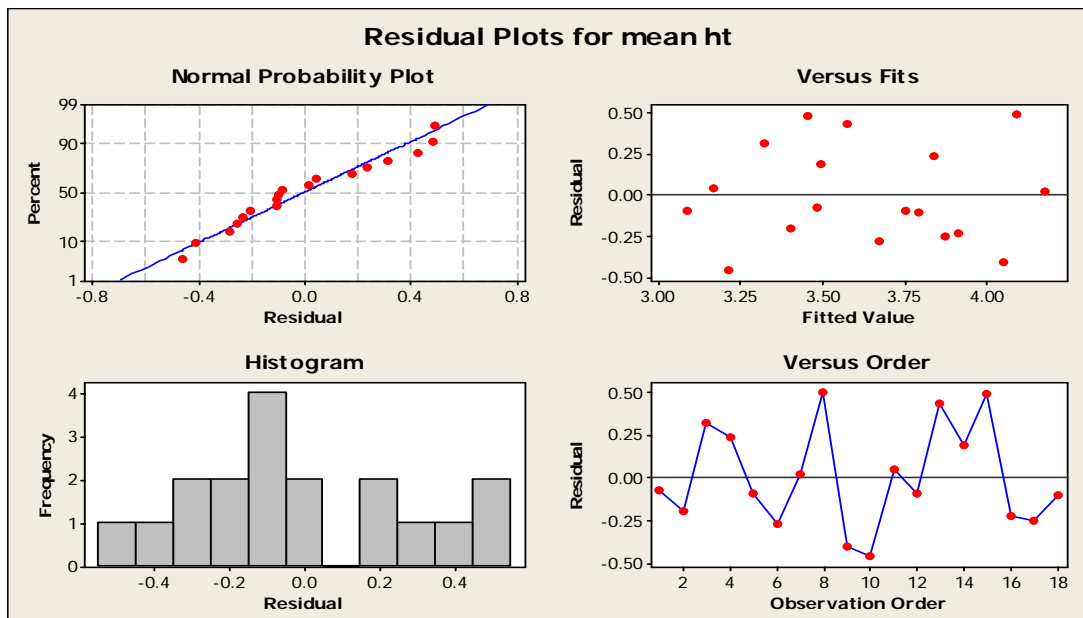 Residual Plots for mean ht
Normal Probability Plot
Percent
99
90
50
10
1
-0.8 -0.4 0.0 0.4 0.8
Residual
Versus Fits
Residual
0.50
0.25
0.00
-0.25
-0.50
3.00 3.25 3.50 3.75 4.00
Fitted Value
Histogram
Frequency
4
3
2
1
0
-0.4 -0.2 0.0 0.2 0.4
Residual
Versus Order
Residual
0.50
0.25
0.00
-0.25
-0.50
2 4 6 8 10 12 14 16 18
Observation Order